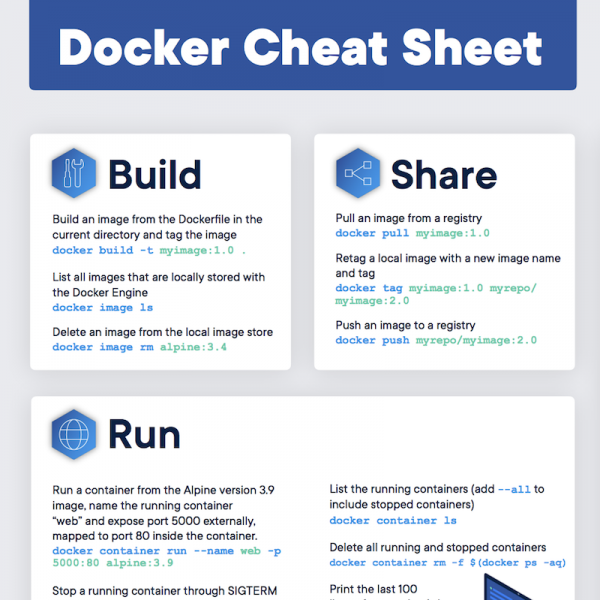 Docker Cheat Sheet
Build
Build an image from the Dockerfile in the
current directory and tag the image
docker build -t myimage:1.0 .
List all images that are locally stored with
the Docker Engine
docker image ls
Delete an image from the local image store
docker image rm alpine:3.4
Share
Pull an image from a registry
docker pull myimage:1.0
Retag a local image with a new image name
and tag
docker tag myimage:1.0 myrepo/
myimage:2.0
Push an image to a registry
docker push myrepo/myimage:2.0
Run
Run a container from the Alpine version 3.9
image, name the running container
“web” and expose port 5000 externally,
mapped to port 80 inside the container.
docker container run --name web -p
5000:80 alpine:3.9
Stop a running container through SIGTERM
List the running containers (add --all to
include stopped containers)
docker container ls
Delete all running and stopped containers
docker container rm -f $(docker ps -aq)
Print the last 100